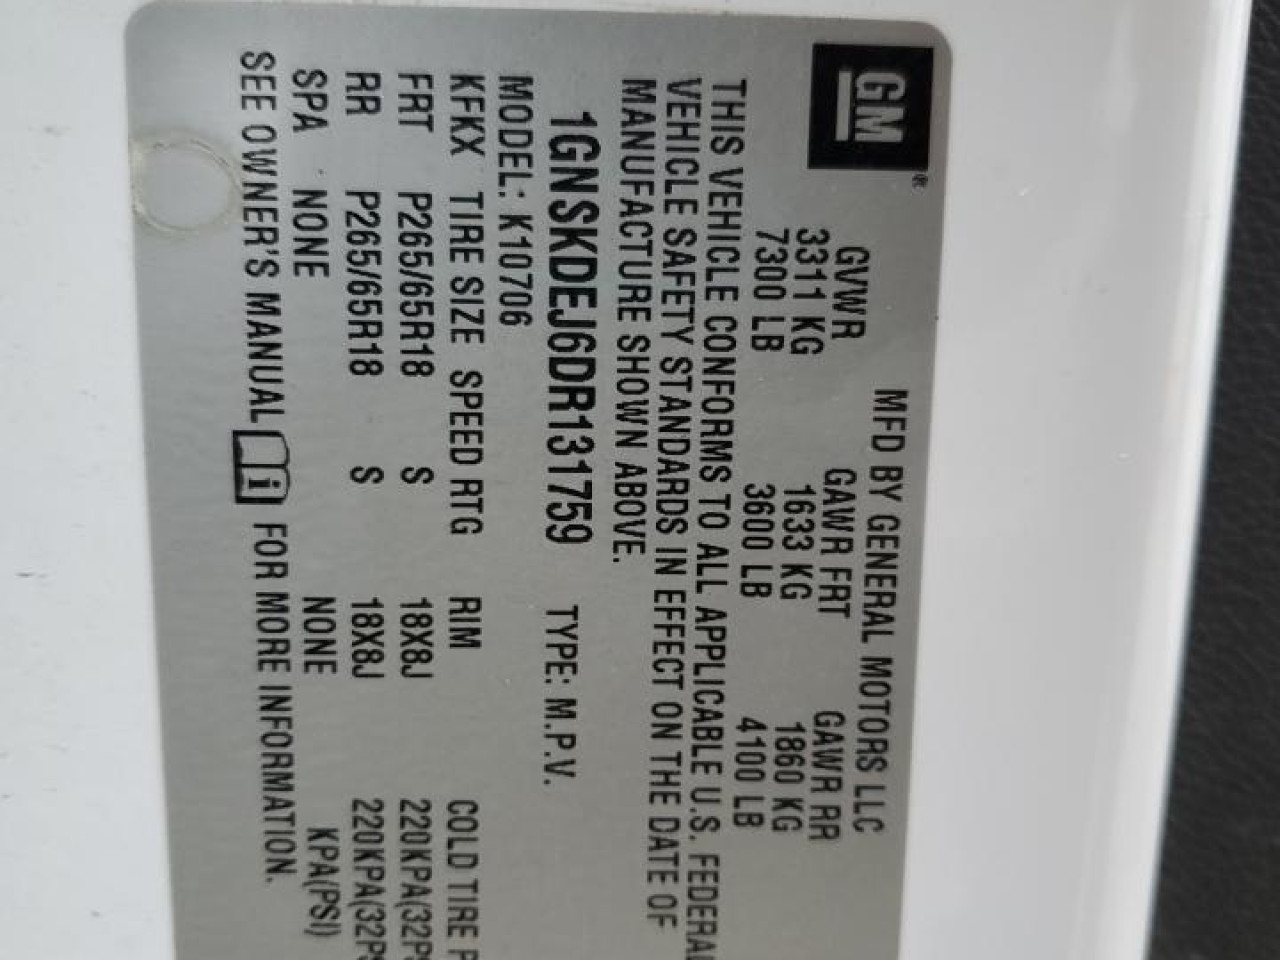 GM®
MFD BY GENERAL MOTORS LLC
GVWR GAWR FRT GAWR RR
3311 KG 1633 KG 1860 KG
7300 LB 3600 LB 4100 LB
THIS VEHICLE CONFORMS TO ALL APPLICABLE U.S. FEDERAL
VEHICLE SAFETY STANDARDS IN EFFECT ON THE DATE OF
MANUFACTURE SHOWN ABOVE.
1GNSKDEJ6DR131759 TYPE: M.P.V.
MODEL: K10706
KFKX TIRE SIZE SPEED RTG RIM COLD TIRE P
FRT P265/65R18 S 18X8J 220KPA(32PS
RR P265/65R18 S 18X8J 220KPA(32PS
SPA NONE NONE KPA(PSI)
SEE OWNER'S MANUAL i FOR MORE INFORMATION.